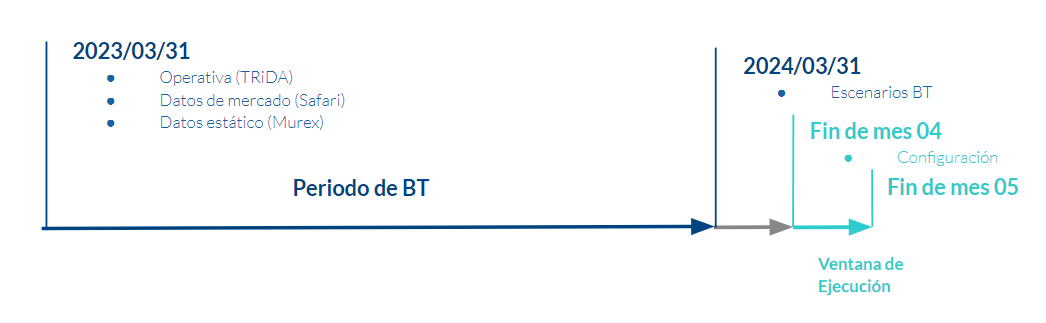 2023/03/31
● Operativa (TRiDA)
● Datos de mercado (Safari)
● Datos estático (Murex)
2024/03/31
● Escenarios BT
Fin de mes 04
● Configuración
Fin de mes 05
Periodo de BT
Ventana de
Ejecución